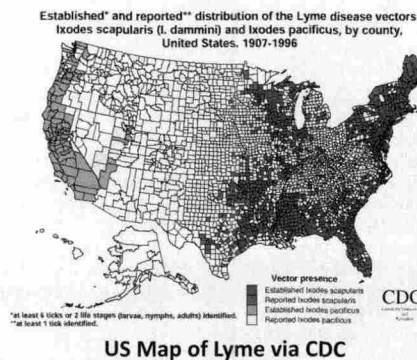 Established* and reported** distribution of the Lyme disease vectors
Ixodes scapularis (I. dammini) and Ixodes pacificus, by county,
United States. 1907-1996
Vector presence
Established Ixodes scapularis
Reported Ixodes scapularis
Established Ixodes pacificus
Reported Ixodes pacificus
CDC
*at least 6 ticks or 2 life stages (larvae, nymphs, adults) identified.
**at least 1 tick identified.
US Map of Lyme via CDC